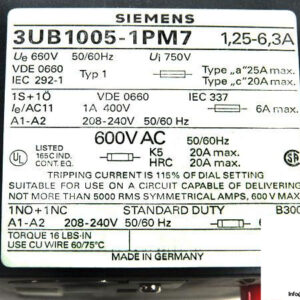 SIEMENS
3UB1005-1PM7 1,25-6,3A
Ue 660V 50/60Hz Ui 750V
VDE 0660 Typ 1 Type „a“25A max.
IEC 292-1 Type „c“20A max.
1S+1Ö VDE 0660 IEC 337
Ie/AC11 1A 400V 6A max.
A1-A2 208-240V 50/60Hz
600V AC 50/60Hz
UL LISTED 165C IND. CONT.EQ. K5 20A max.
HRC 20A max.
TRIPPING CURRENT IS 115% OF DIAL SETTING
SUITABLE FOR USE ON A CIRCUIT CAPABLE OF DELIVERING
NOT MORE THAN 5000 RMS SYMMETRICAL AMPERES, 600 V MAX
1NO+1NC STANDARD DUTY B300
A1-A2 208-240V 50/60 Hz 6
TORQUE 16 LBS-IN
USE CU WIRE 60/75°C
MADE IN GERMANY